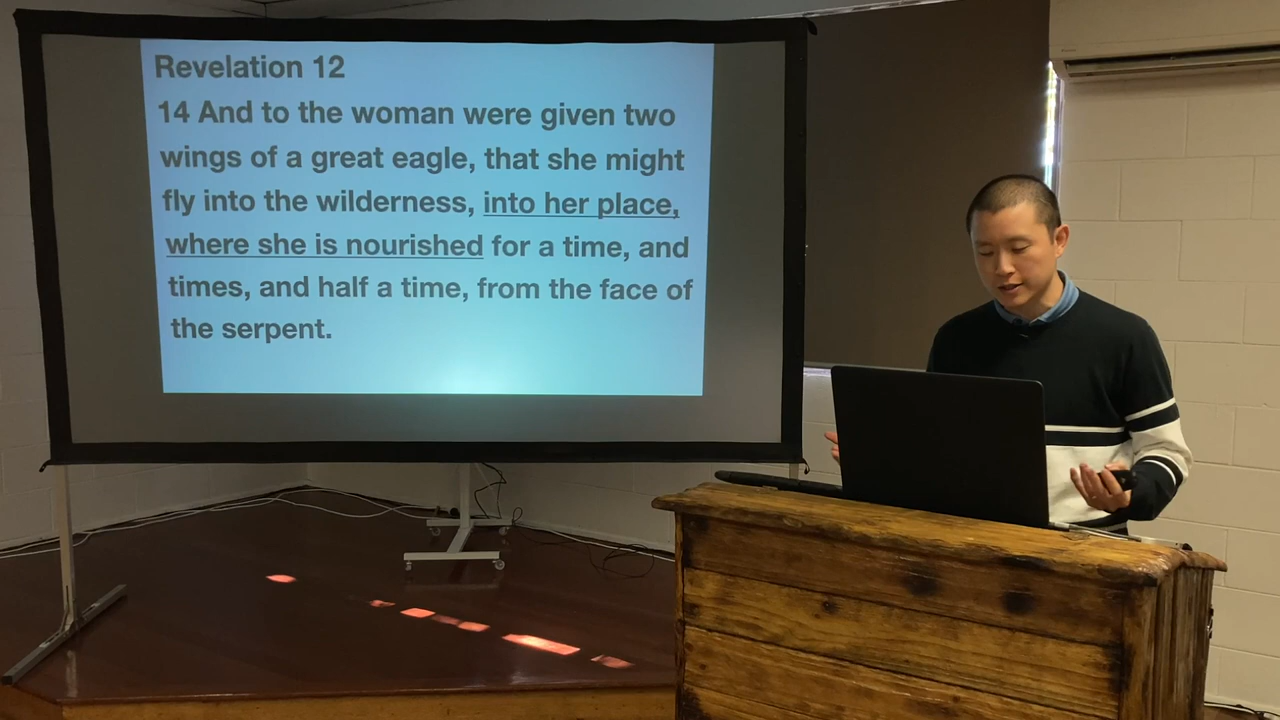 Revelation 12
14 And to the woman were given two
wings of a great eagle, that she might
fly into the wilderness, into her place,
where she is nourished for a time, and
times, and half a time, from the face of
the serpent.